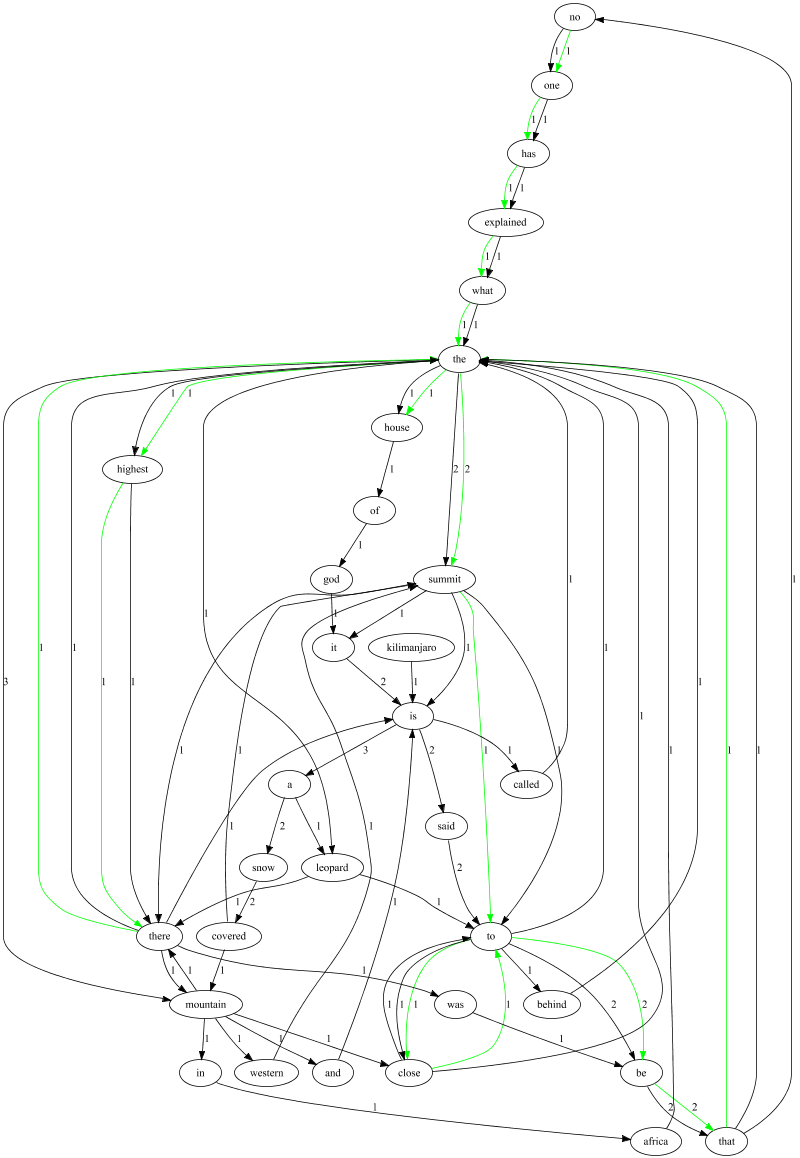 no
1 1
one
1 1
has
1 1
explained
1 1
what
1 1
the
1 1 1 1
house
highest 2 2
1
of
1
god
summit
1 1 1
1
it kilimanjaro
1
3 1 1 1 2 1 1 1 1 1
is
1 1 3 2 1 1 1
a called
said
1 2 1 1
snow leopard
2 2
1 1 1
there covered to
1 1 1 1 1 1 1 1 2 2
mountain was behind
1 1 1 1 1
in western and close be
1 2 2
africa that